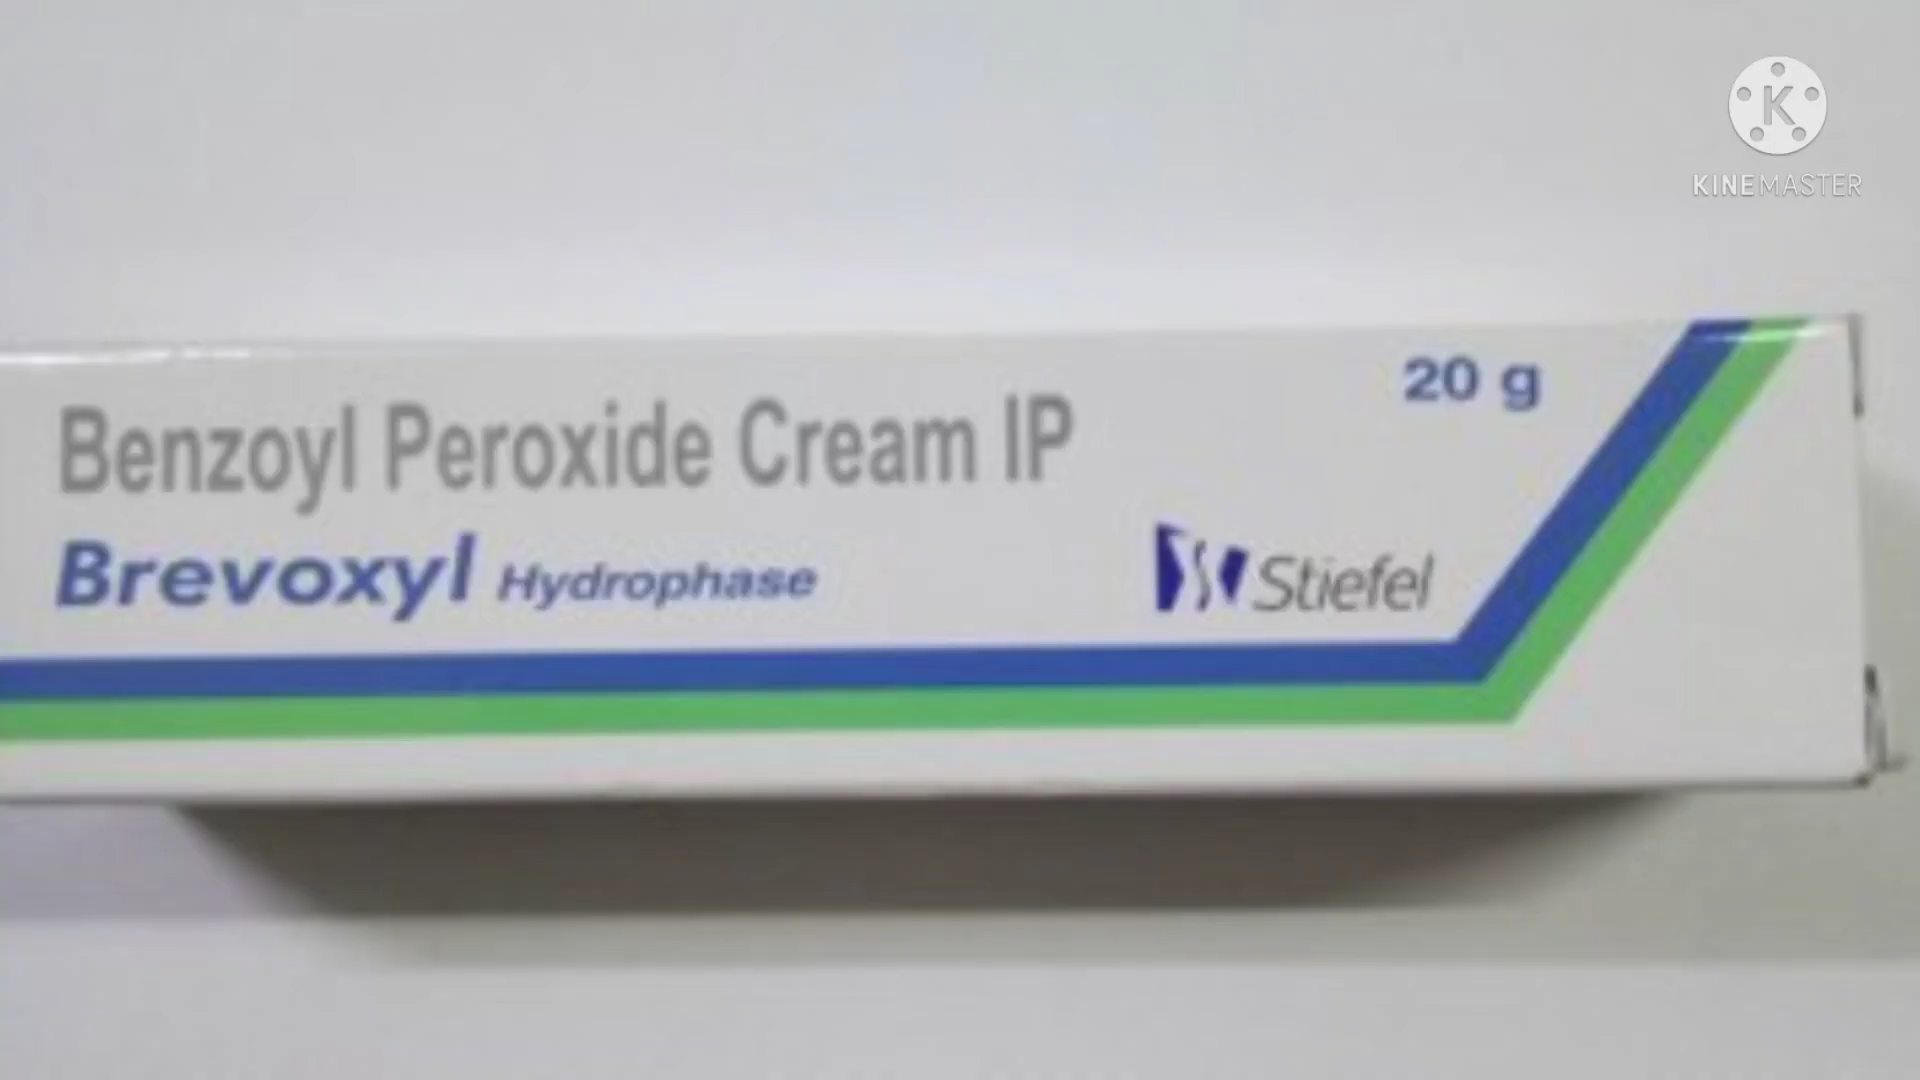 K
KINEMASTER
20 g
Benzoyl Peroxide Cream IP
Brevoxyl Hydrophase
Stiefel